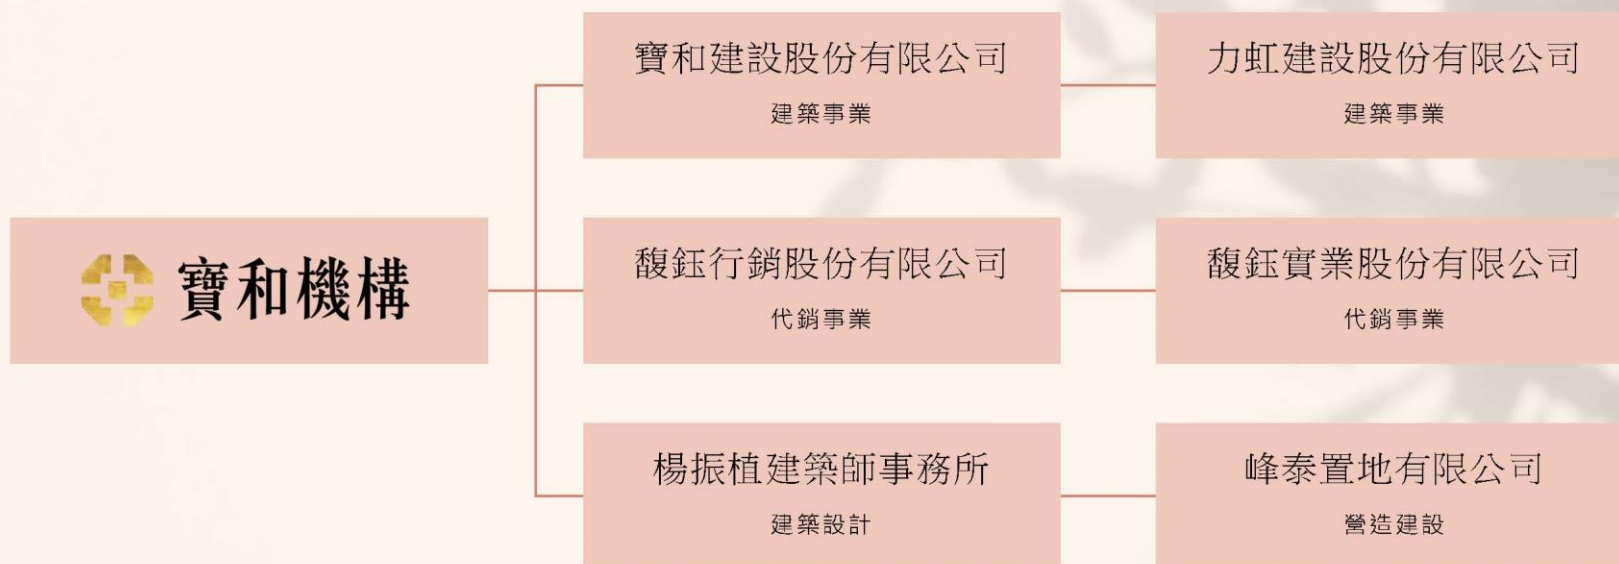 寶和建設股份有限公司
建築事業
力虹建設股份有限公司
建築事業
寶和機構
馥鈺行銷股份有限公司
代銷事業
馥鈺實業股份有限公司
代銷事業
楊振植建築師事務所
建築設計
峰泰置地有限公司
營造建設